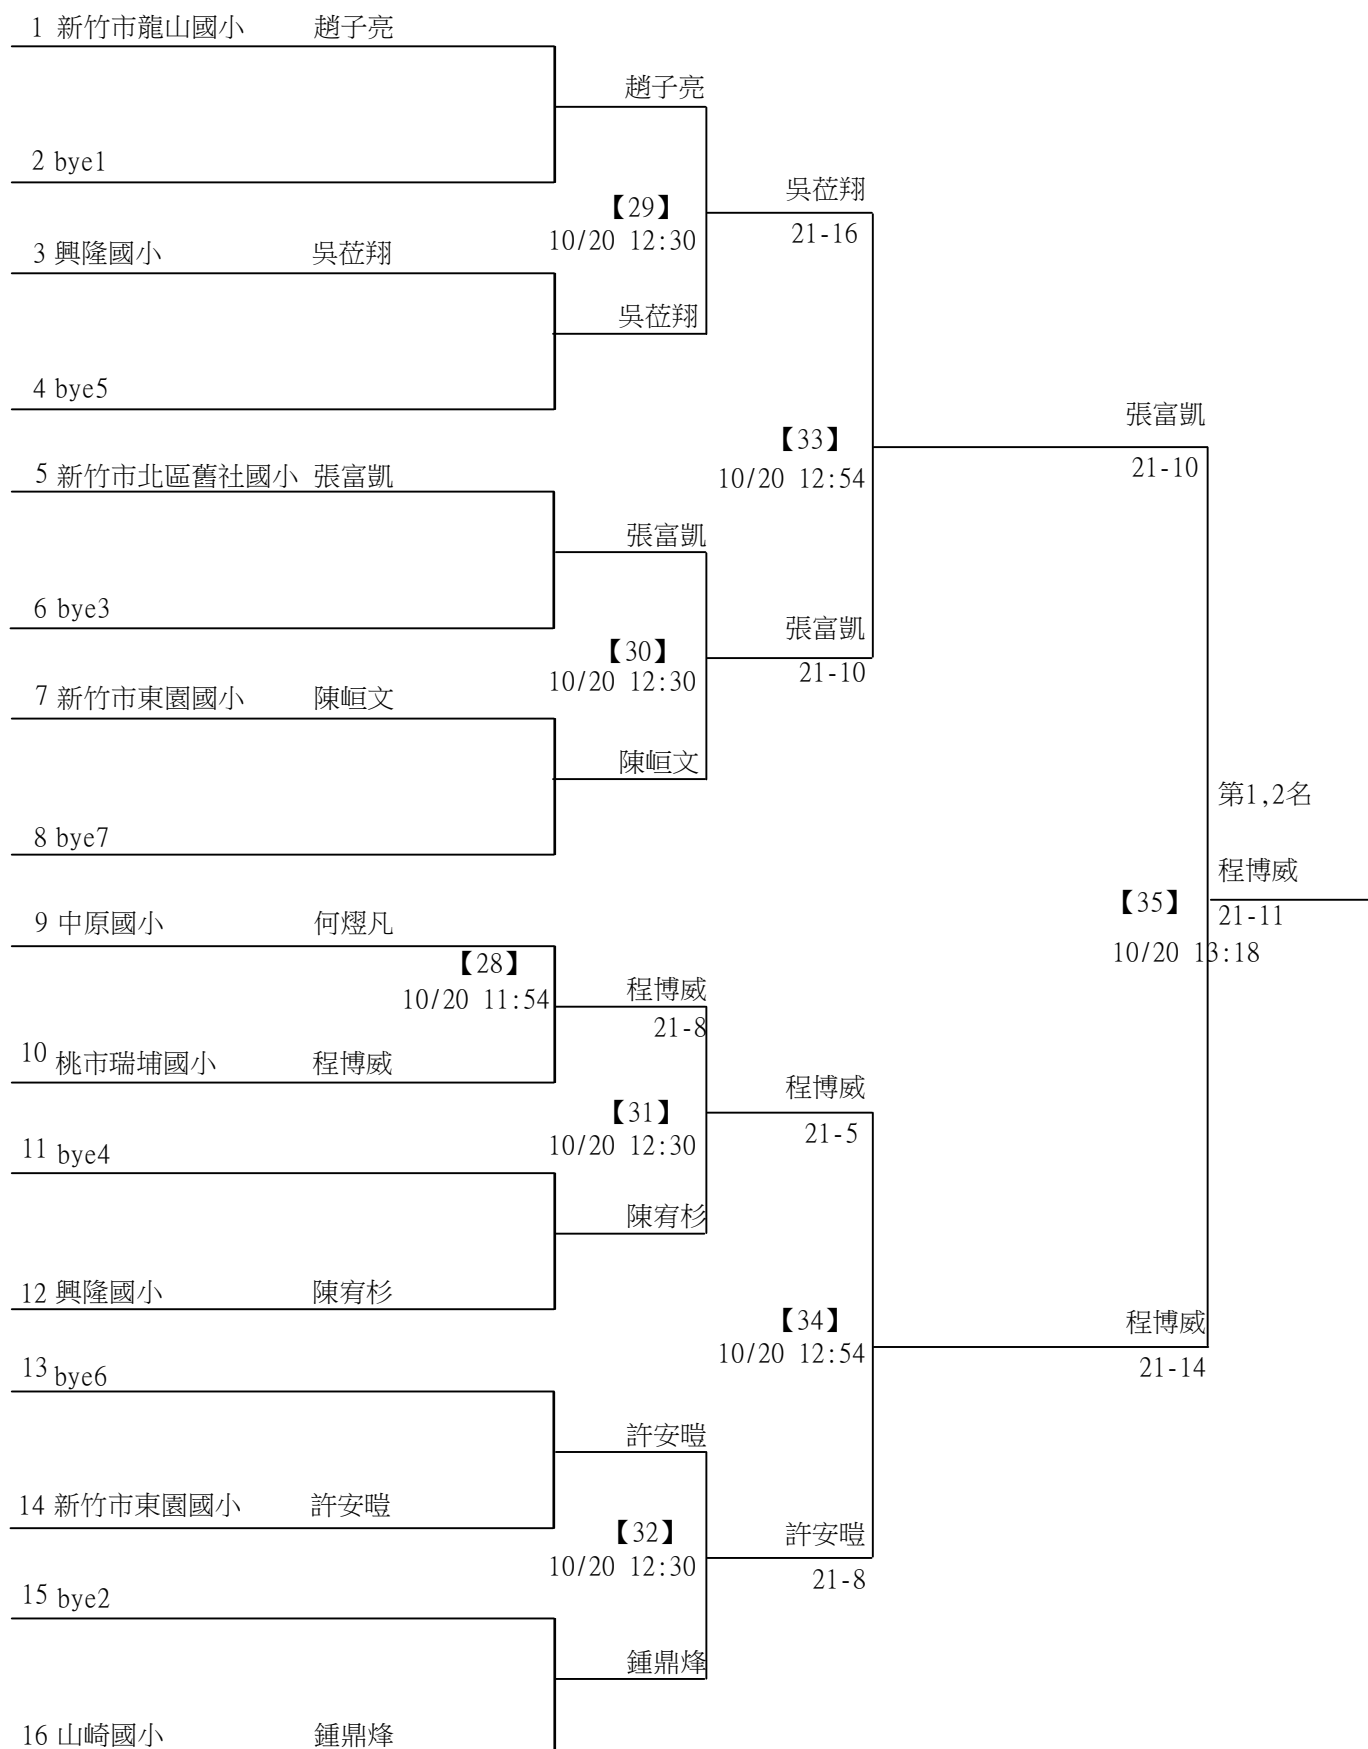 1 新竹市龍山國小 趙子亮
趙子亮
2 bye1
吳莅翔
【29】
21-16
10/20 12:30
3 興隆國小 吳莅翔
吳莅翔
4 bye5
張富凱
【33】
21-10
10/20 12:54
5 新竹市北區舊社國小 張富凱
張富凱
6 bye3
張富凱
【30】
21-10
10/20 12:30
7 新竹市東園國小 陳峘文
陳峘文
第1,2名
8 bye7
程博威
【35】
21-11
10/20 13:18
9 中原國小 何熤凡
【28】
10/20 11:54
程博威
21-8
10 桃市瑞埔國小 程博威
程博威
【31】
21-5
10/20 12:30
11 bye4
陳宥杉
12 興隆國小 陳宥杉
【34】
程博威
10/20 12:54
21-14
13 bye6
許安暟
14 新竹市東園國小 許安暟
【32】
許安暟
10/20 12:30
21-8
15 bye2
鍾鼎烽
16 山崎國小 鍾鼎烽